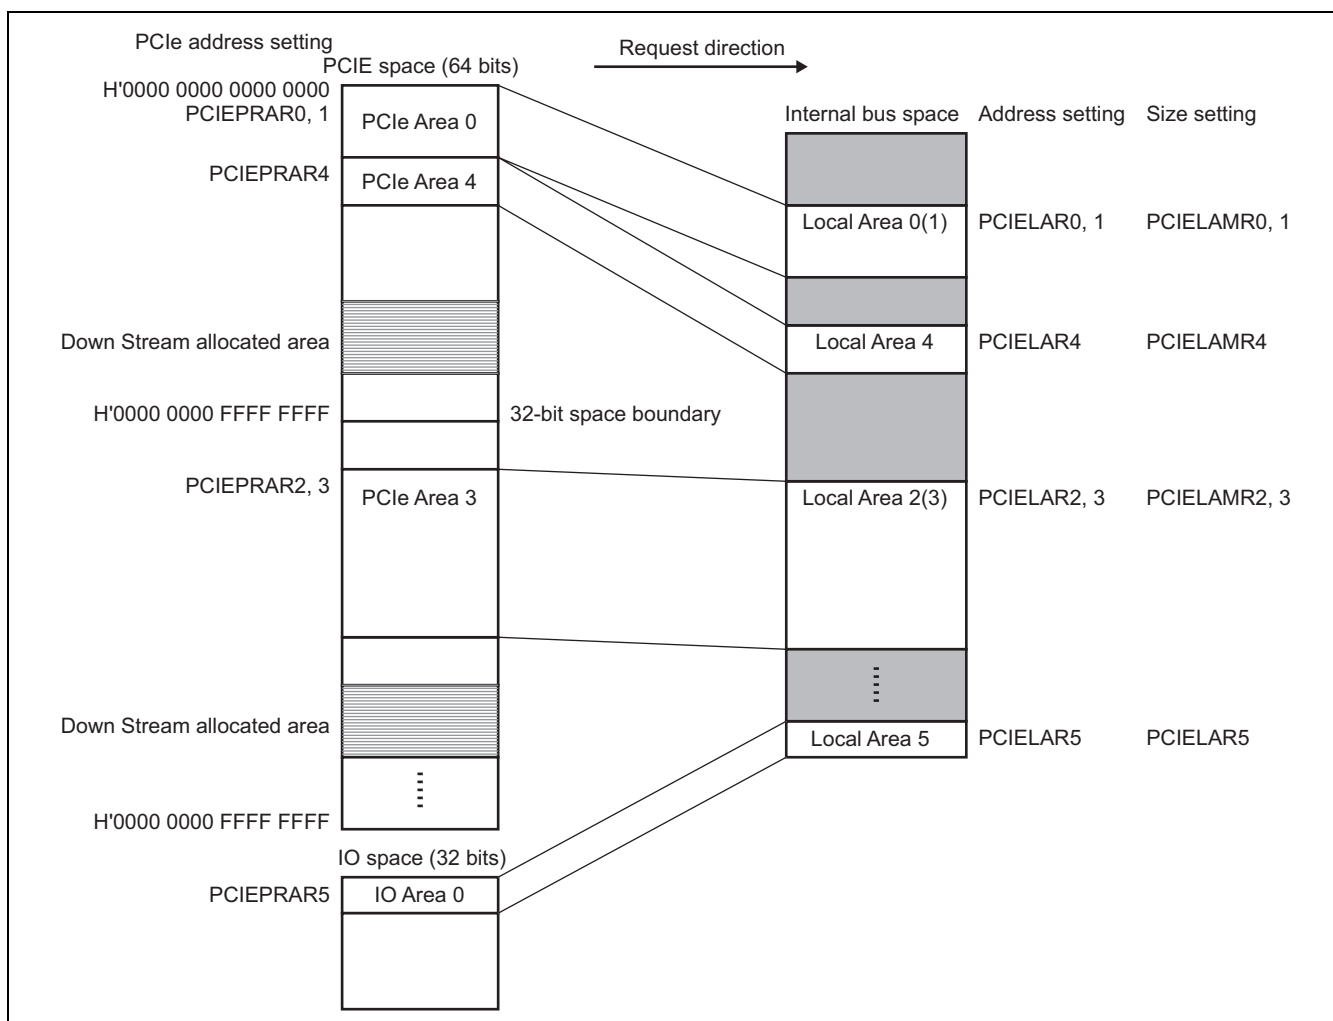 PCIe address setting
PCIE space (64 bits)
Request direction
H'0000 0000 0000 0000
PCIEPRAR0, 1
PCIe Area 0
Internal bus space Address setting Size setting
PCIEPRAR4
PCIe Area 4
Local Area 0(1) PCIELAR0, 1 PCIELAMR0, 1
Down Stream allocated area
Local Area 4 PCIELAR4 PCIELAMR4
H'0000 0000 FFFF FFFF
32-bit space boundary
PCIEPRAR2, 3
PCIe Area 3
Local Area 2(3) PCIELAR2, 3 PCIELAMR2, 3
Down Stream allocated area
Local Area 5 PCIELAR5 PCIELAR5
H'0000 0000 FFFF FFFF
IO space (32 bits)
PCIEPRAR5
IO Area 0